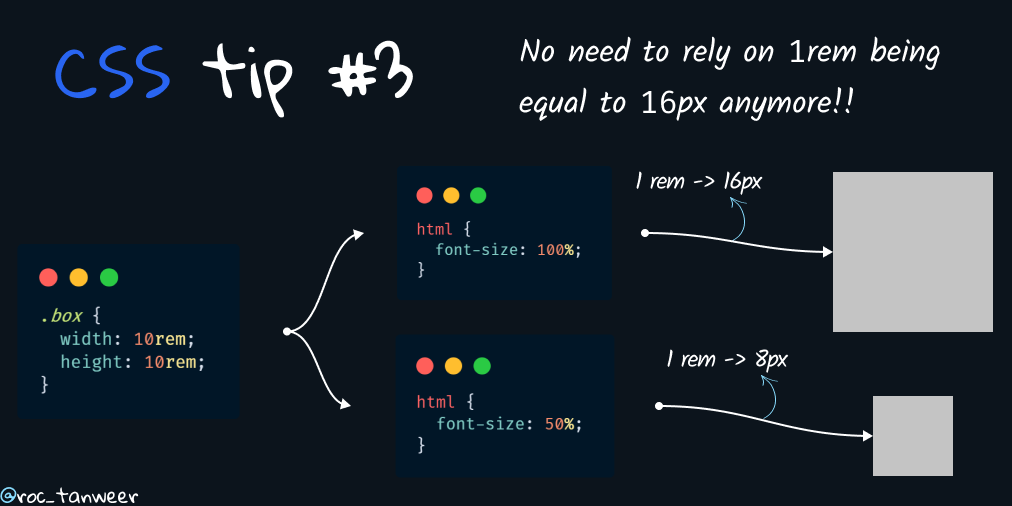 CSS tip #3
No need to rely on 1rem being
equal to 16px anymore!!
.box {
  width: 10rem;
  height: 10rem;
}
html {
  font-size: 100%;
}
1 rem -> 16px
html {
  font-size: 50%;
}
1 rem -> 8px
@roc_tanweer